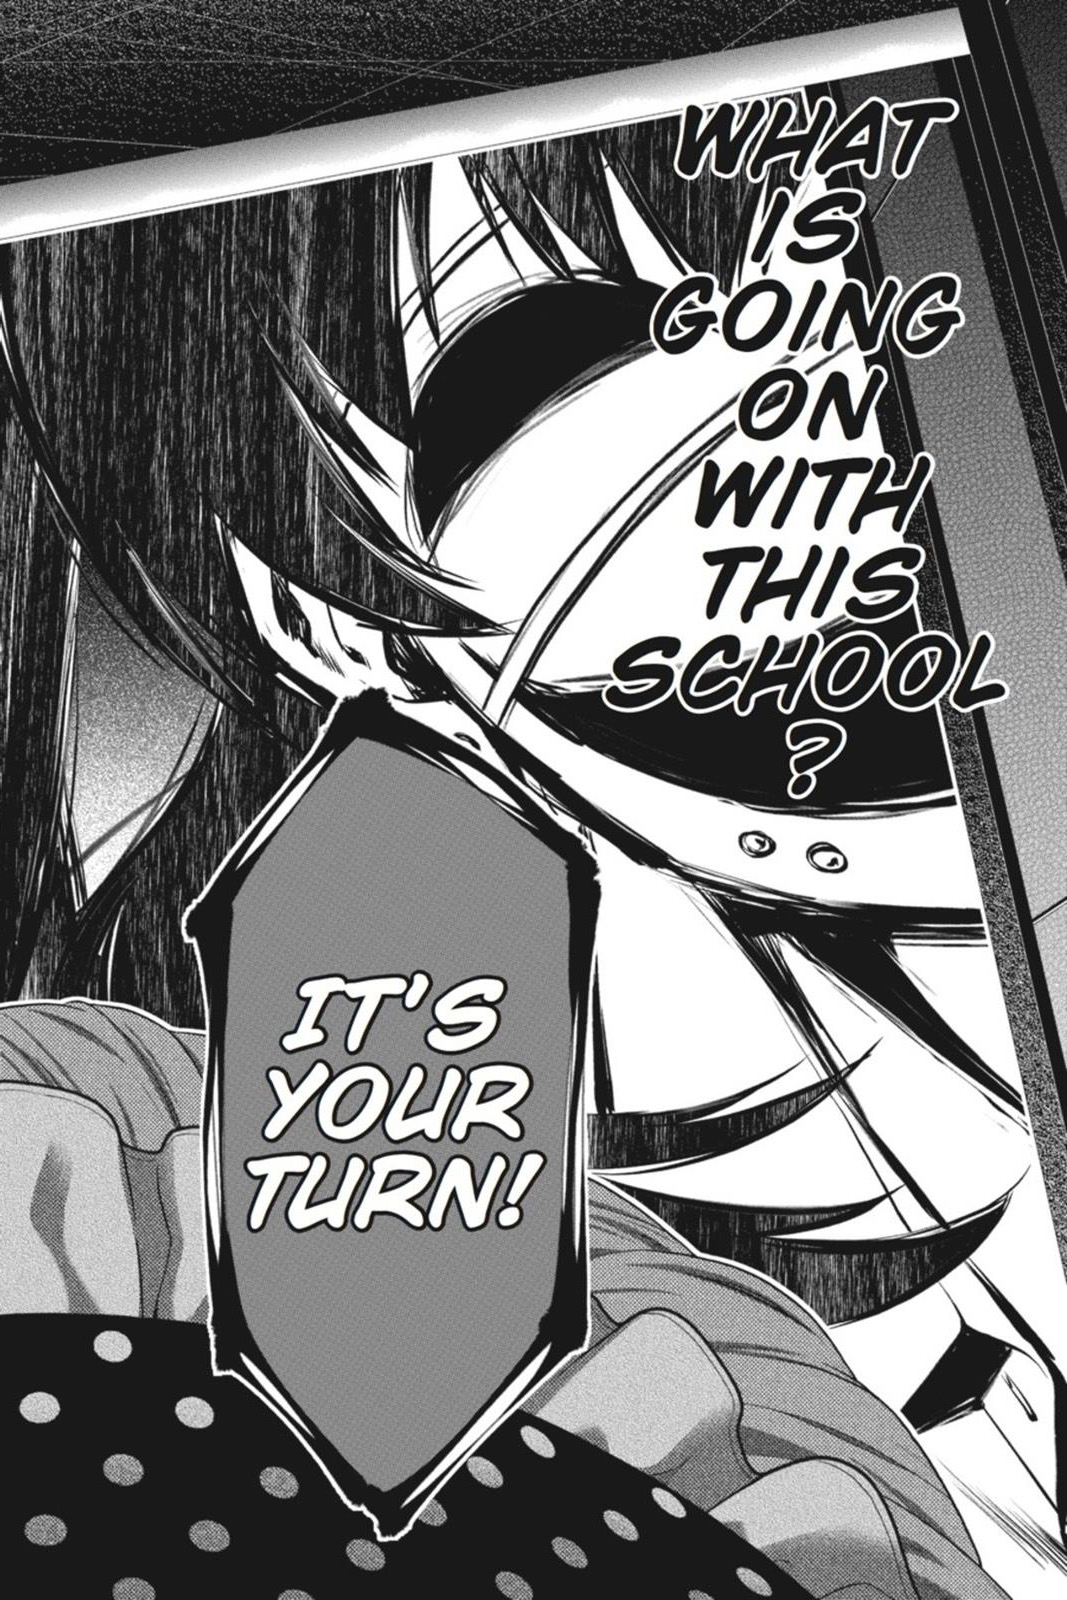 WHAT
IS
GOING
ON
WITH
THIS
SCHOOL
?
IT'S
YOUR
TURN!